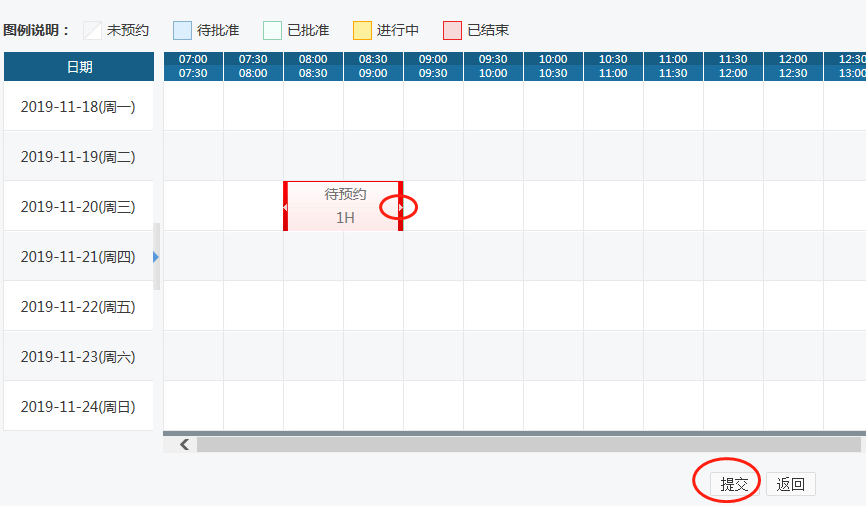 图例说明： 未预约 待批准 已批准 进行中 已结束
日期 07:00 07:30 08:00 08:30 09:00 09:30 10:00 10:30 11:00 11:30 12:00 12:30
07:30 08:00 08:30 09:00 09:30 10:00 10:30 11:00 11:30 12:00 12:30 13:00
2019-11-18(周一)
2019-11-19(周二)
2019-11-20(周三)
待预约
1H
2019-11-21(周四)
2019-11-22(周五)
2019-11-23(周六)
2019-11-24(周日)
提交 返回